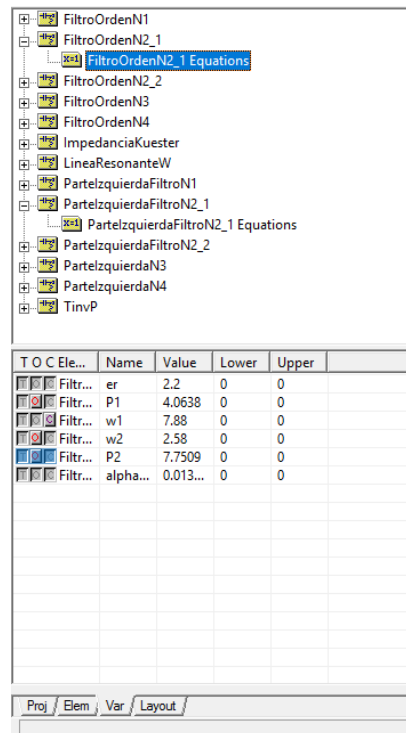 FiltroOrdenN1
FiltroOrdenN2_1
x=1 FiltroOrdenN2_1 Equations
FiltroOrdenN2_2
FiltroOrdenN3
FiltroOrdenN4
ImpedanciaKuester
LineaResonanteW
ParteIzquierdaFiltroN1
ParteIzquierdaFiltroN2_1
x=1 ParteIzquierdaFiltroN2_1 Equations
ParteIzquierdaFiltroN2_2
ParteIzquierdaN3
ParteIzquierdaN4
TinvP
T O C Ele... Name Value Lower Upper
T O C Filtr... er 2.2 0 0
T O C Filtr... P1 4.0638 0 0
T O C Filtr... w1 7.88 0 0
T O C Filtr... w2 2.58 0 0
T O C Filtr... P2 7.7509 0 0
T O C Filtr... alpha... 0.013... 0 0
Proj Elem Var Layout